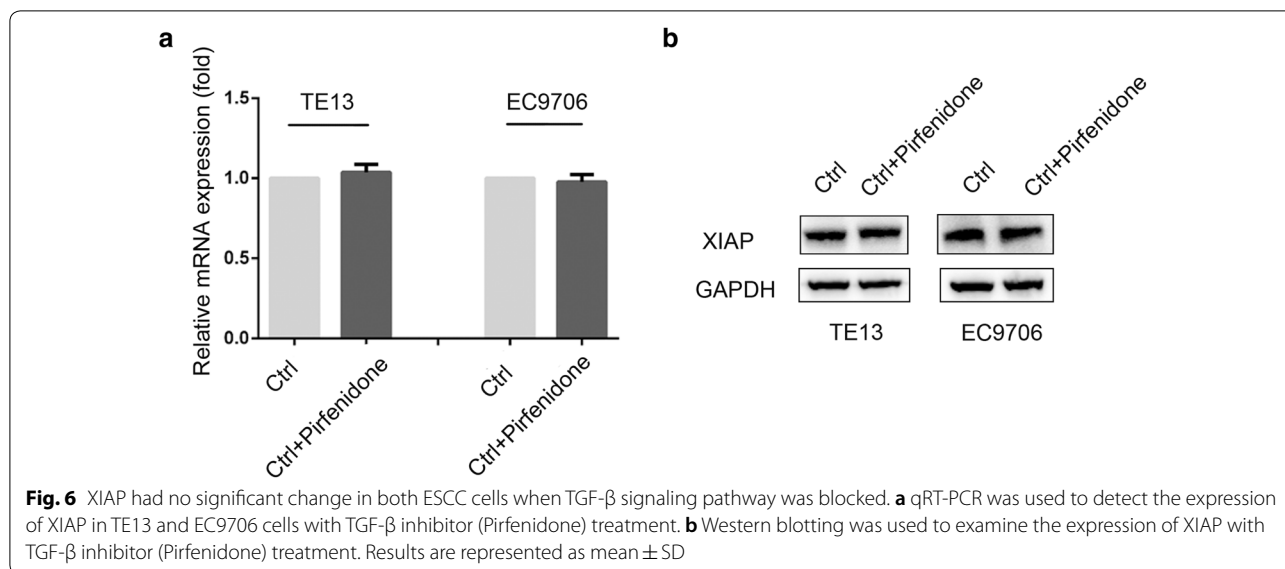 a
b
Relative mRNA expression (fold)
1.5
1.0
0.5
0.0
TE13
EC9706
Ctrl
Ctrl+Pirfenidone
Ctrl
Ctrl+Pirfenidone
Ctrl
Ctrl+Pirfenidone
Ctrl
Ctrl+Pirfenidone
XIAP
GAPDH
TE13
EC9706
Fig. 6 XIAP had no significant change in both ESCC cells when TGF-β signaling pathway was blocked. a qRT-PCR was used to detect the expression
of XIAP in TE13 and EC9706 cells with TGF-β inhibitor (Pirfenidone) treatment. b Western blotting was used to examine the expression of XIAP with
TGF-β inhibitor (Pirfenidone) treatment. Results are represented as mean ± SD